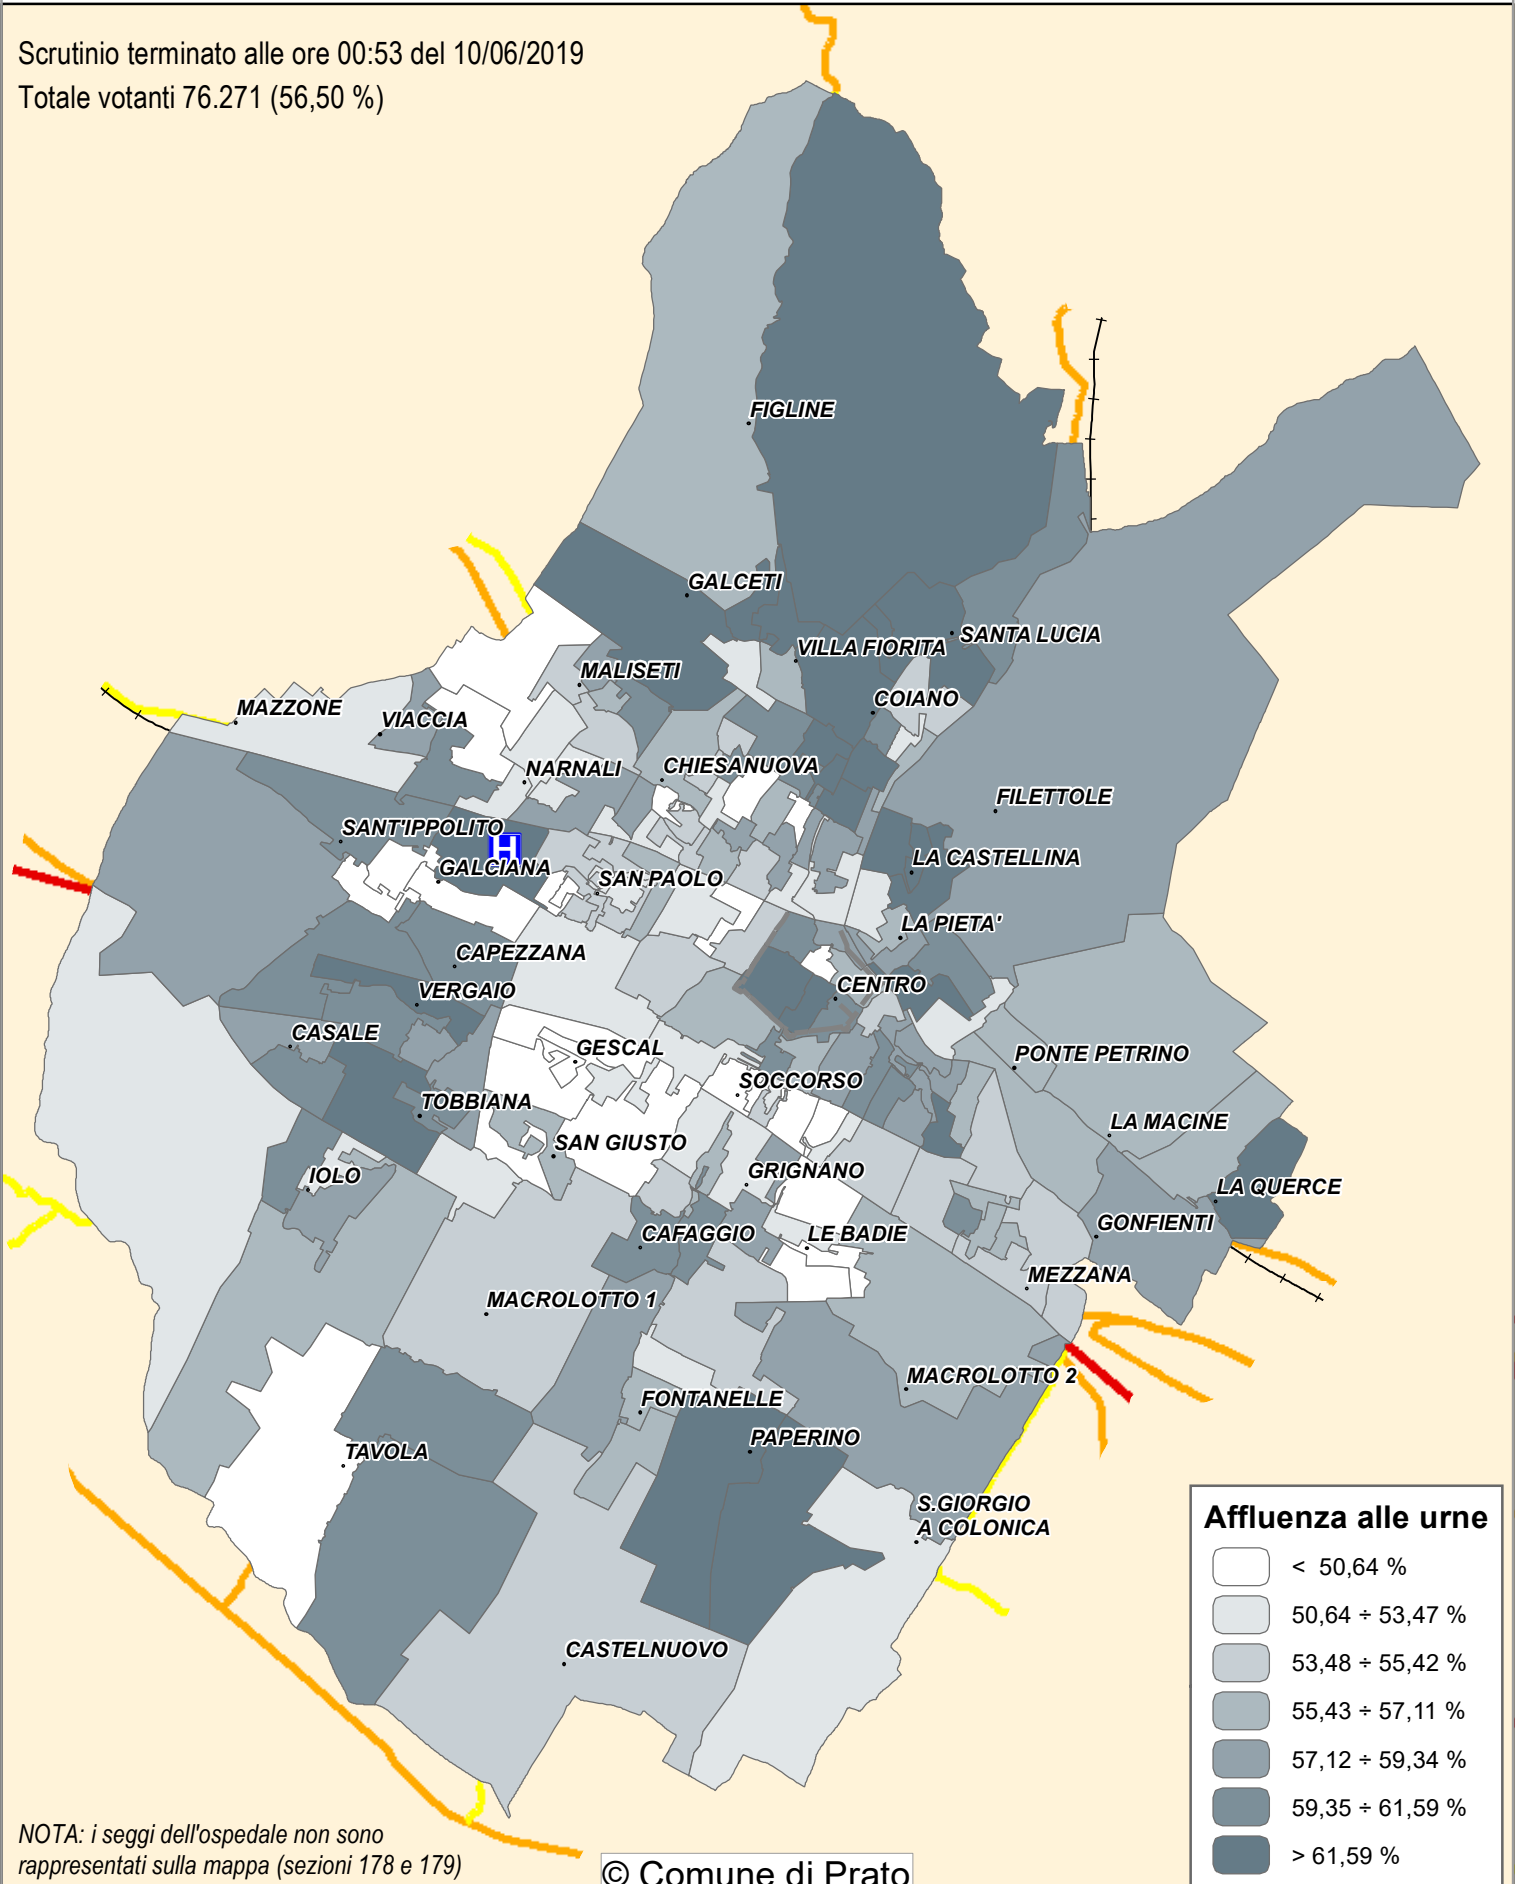 Scrutinio terminato alle ore 00:53 del 10/06/2019
Totale votanti 76.271 (56,50 %)
FIGLINE
GALCETI
SANTA LUCIA
VILLA FIORITA
MALISETI
COIANO
MAZZONE
VIACCIA
NARNALI
CHIESANUOVA
FILETTOLE
SANT'IPPOLITO
H
GALCIANA
LA CASTELLINA
SAN PAOLO
LA PIETA'
CAPEZZANA
VERGAIO
CENTRO
CASALE
GESCAL
PONTE PETRINO
SOCCORSO
TOBBIANA
LA MACINE
SAN GIUSTO
IOLO
GRIGNANO
LA QUERCE
GONFIENTI
CAFAGGIO
LE BADIE
MEZZANA
MACROLOTTO 1
MACROLOTTO 2
FONTANELLE
PAPERINO
TAVOLA
S.GIORGIO
A COLONICA
CASTELNUOVO
Affluenza alle urne
< 50,64 %
50,64 ÷ 53,47 %
53,48 ÷ 55,42 %
55,43 ÷ 57,11 %
57,12 ÷ 59,34 %
59,35 ÷ 61,59 %
> 61,59 %
NOTA: i seggi dell'ospedale non sono
rappresentati sulla mappa (sezioni 178 e 179)
© Comune di Prato